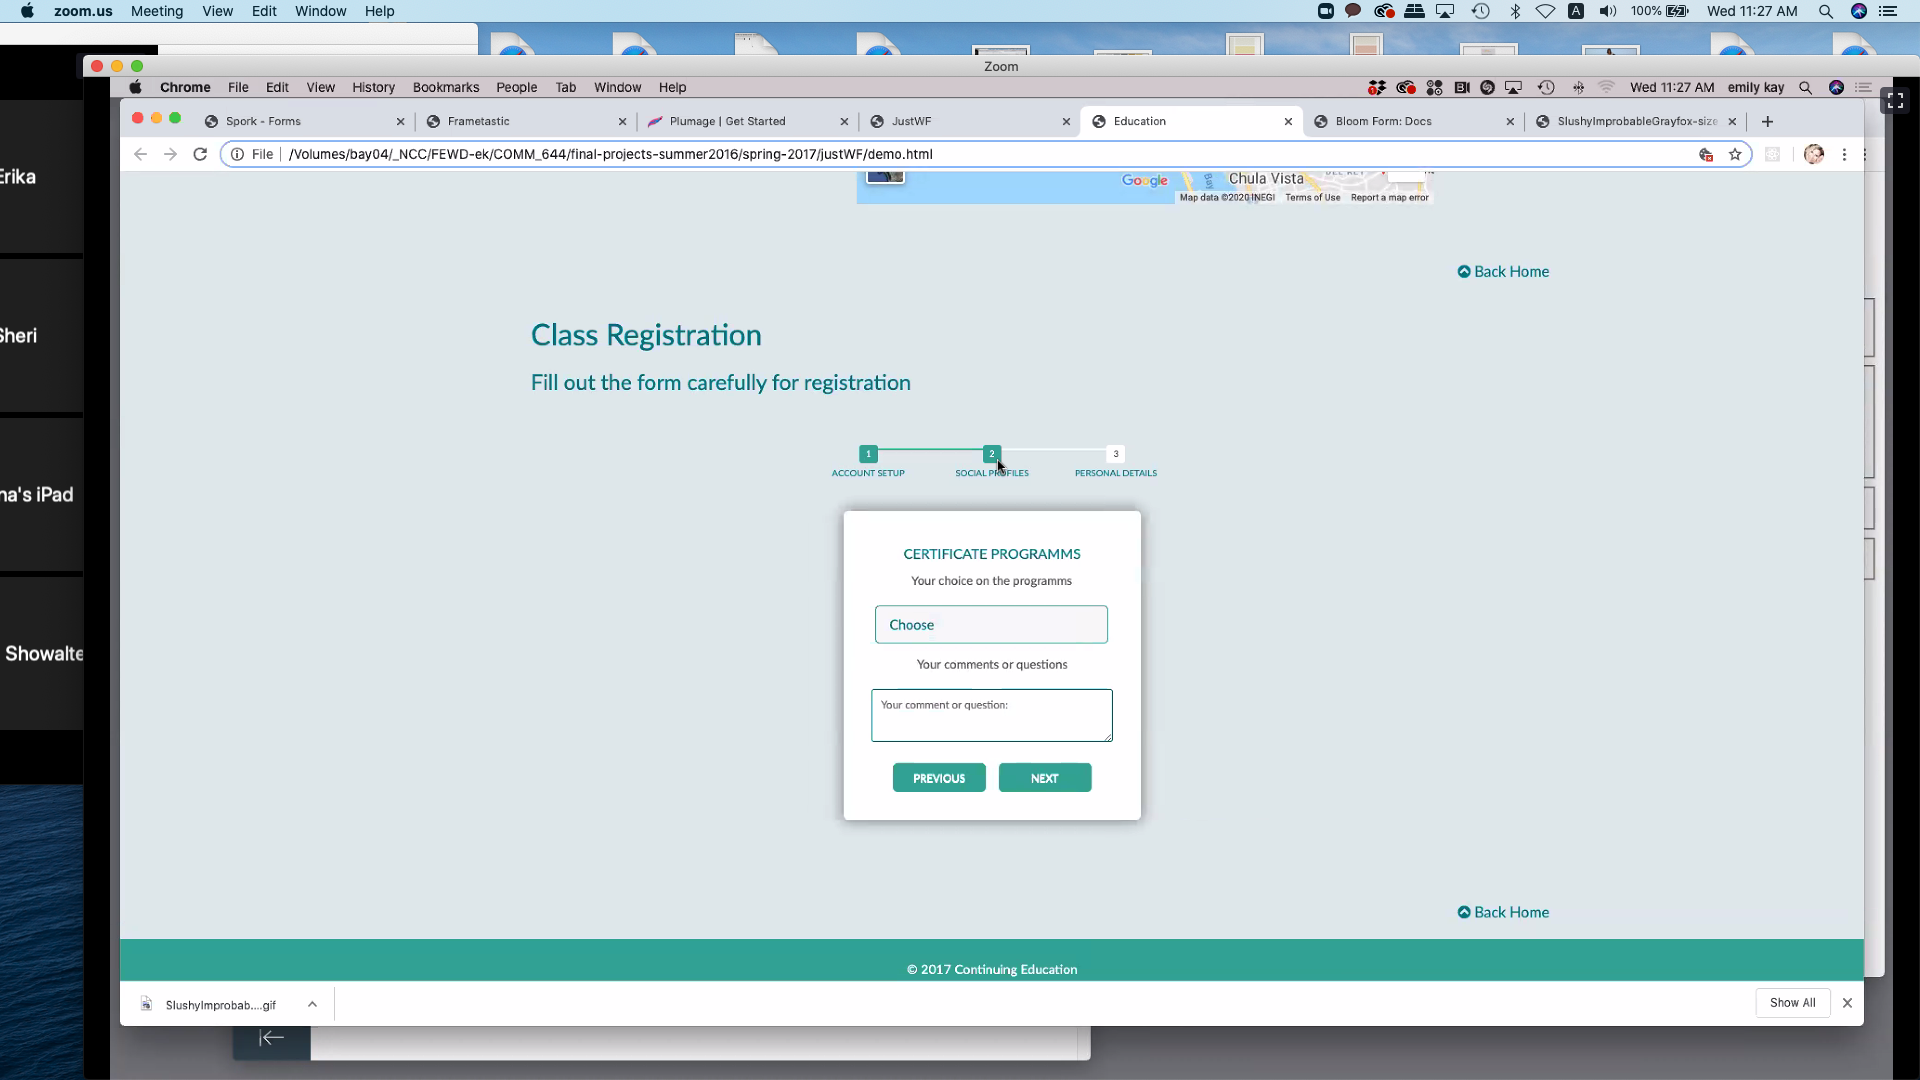 zoom.us Meeting View Edit Window Help
100% Wed 11:27 AM
Zoom
Chrome File Edit View History Bookmarks People Tab Window Help
Wed 11:27 AM emily kay
Spork - Forms
Frametastic
Plumage | Get Started
JustWF
Education
Bloom Form: Docs
SlushyImprobableGrayfox-size
File /Volumes/bay04/_NCC/FEWD-ek/COMM_644/final-projects-summer2016/spring-2017/justWF/demo.html
Erika
Sheri
na's iPad
Showalte
Google
Bay
Chula Vista
Map data ©2020 INEGI Terms of Use Report a map error
Back Home
Class Registration
Fill out the form carefully for registration
1 2 3
ACCOUNT SETUP SOCIAL PROFILES PERSONAL DETAILS
CERTIFICATE PROGRAMMS
Your choice on the programms
Choose
Your comments or questions
Your comment or question:
PREVIOUS NEXT
Back Home
© 2017 Continuing Education
SlushyImprobab....gif
Show All